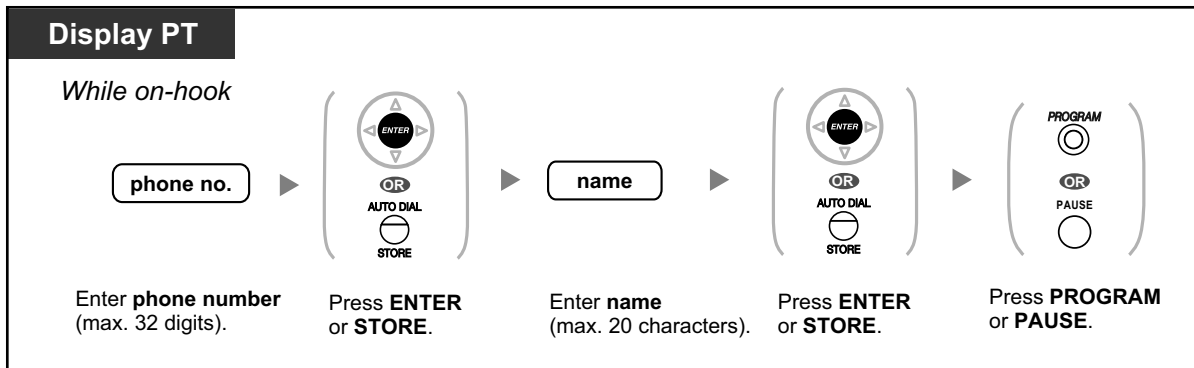 Display PT
While on-hook
phone no.
ENTER
OR
AUTO DIAL
STORE
name
ENTER
OR
AUTO DIAL
STORE
PROGRAM
OR
PAUSE
Enter phone number
(max. 32 digits).
Press ENTER
or STORE.
Enter name
(max. 20 characters).
Press ENTER
or STORE.
Press PROGRAM
or PAUSE.